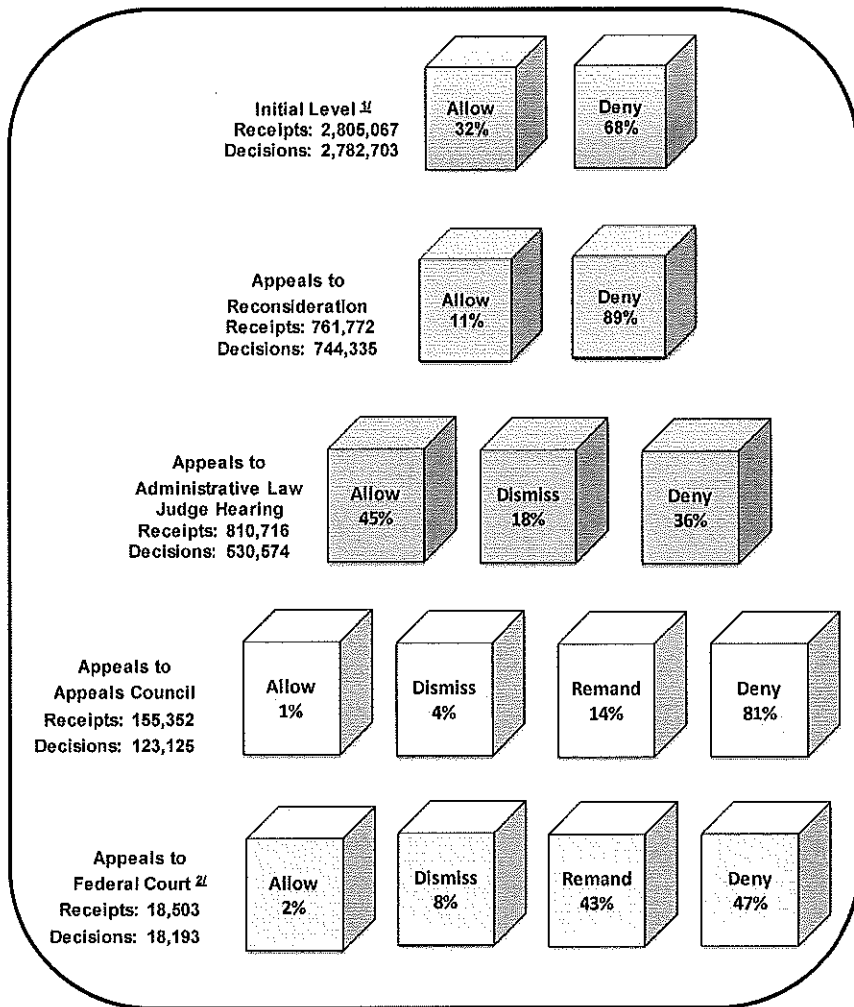 Initial Level 1/
Receipts: 2,805,067
Decisions: 2,782,703
Allow
32%
Deny
68%
Appeals to
Reconsideration
Receipts: 761,772
Decisions: 744,335
Allow
11%
Deny
89%
Appeals to
Administrative Law
Judge Hearing
Receipts: 810,716
Decisions: 530,574
Allow
45%
Dismiss
18%
Deny
36%
Appeals to
Appeals Council
Receipts: 155,352
Decisions: 123,125
Allow
1%
Dismiss
4%
Remand
14%
Deny
81%
Appeals to
Federal Court 2/
Receipts: 18,503
Decisions: 18,193
Allow
2%
Dismiss
8%
Remand
43%
Deny
47%